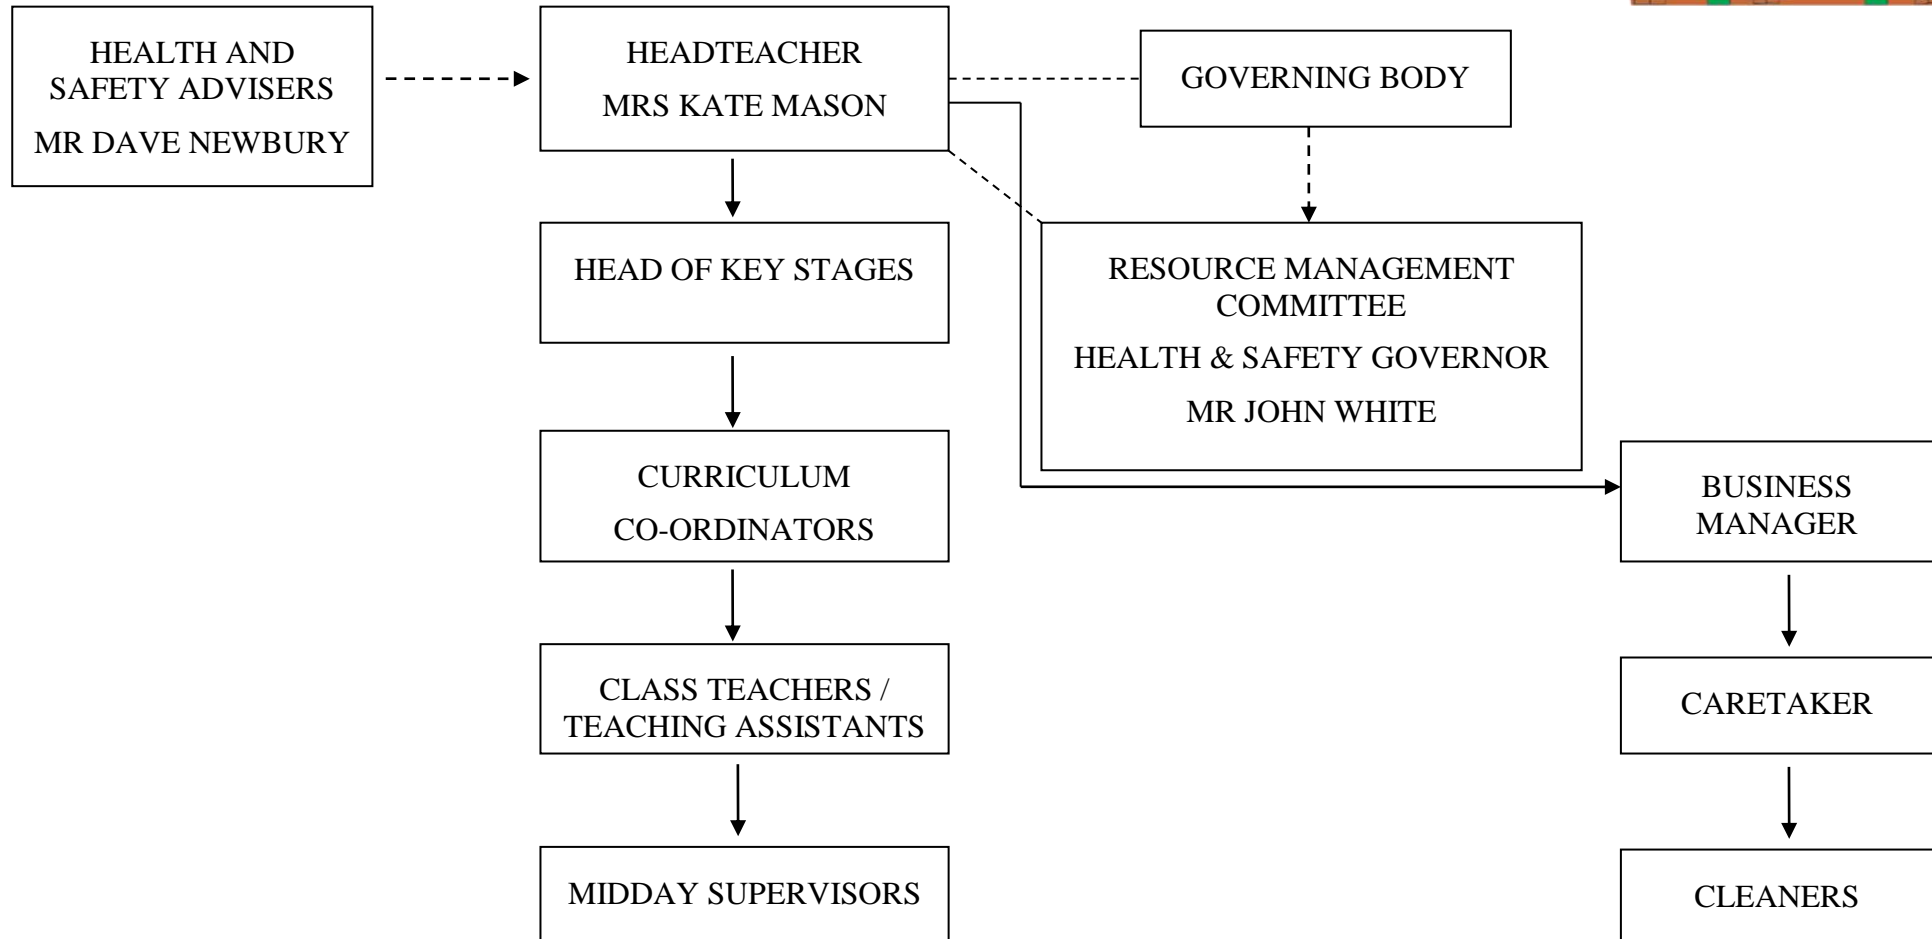 HEALTH AND
SAFETY ADVISERS
MR DAVE NEWBURY
HEADTEACHER
MRS KATE MASON
GOVERNING BODY
HEAD OF KEY STAGES
RESOURCE MANAGEMENT
COMMITTEE
HEALTH & SAFETY GOVERNOR
MR JOHN WHITE
CURRICULUM
CO-ORDINATORS
BUSINESS
MANAGER
CLASS TEACHERS /
TEACHING ASSISTANTS
CARETAKER
MIDDAY SUPERVISORS
CLEANERS